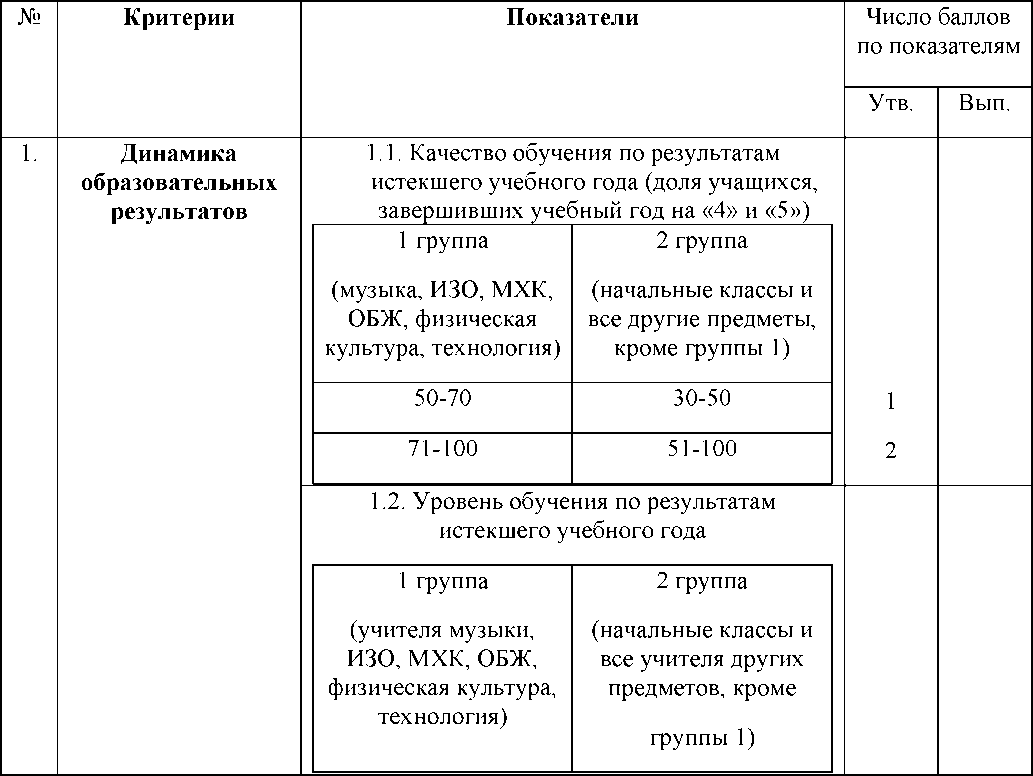 №
Критерии
Показатели
Число баллов
по показателям
Утв.
Вып.
1.
Динамика
образовательных
результатов
1.1. Качество обучения по результатам
истекшего учебного года (доля учащихся,
завершивших учебный год на «4» и «5»)
1 группа
(музыка, ИЗО, МХК,
ОБЖ, физическая
культура, технология)
2 группа
(начальные классы и
все другие предметы,
кроме группы 1)
50-70
30-50
1
71-100
51-100
2
1.2. Уровень обучения по результатам
истекшего учебного года
1 группа
(учителя музыки,
ИЗО, МХК, ОБЖ,
физическая культура,
технология)
2 группа
(начальные классы и
все учителя других
предметов, кроме
группы 1)